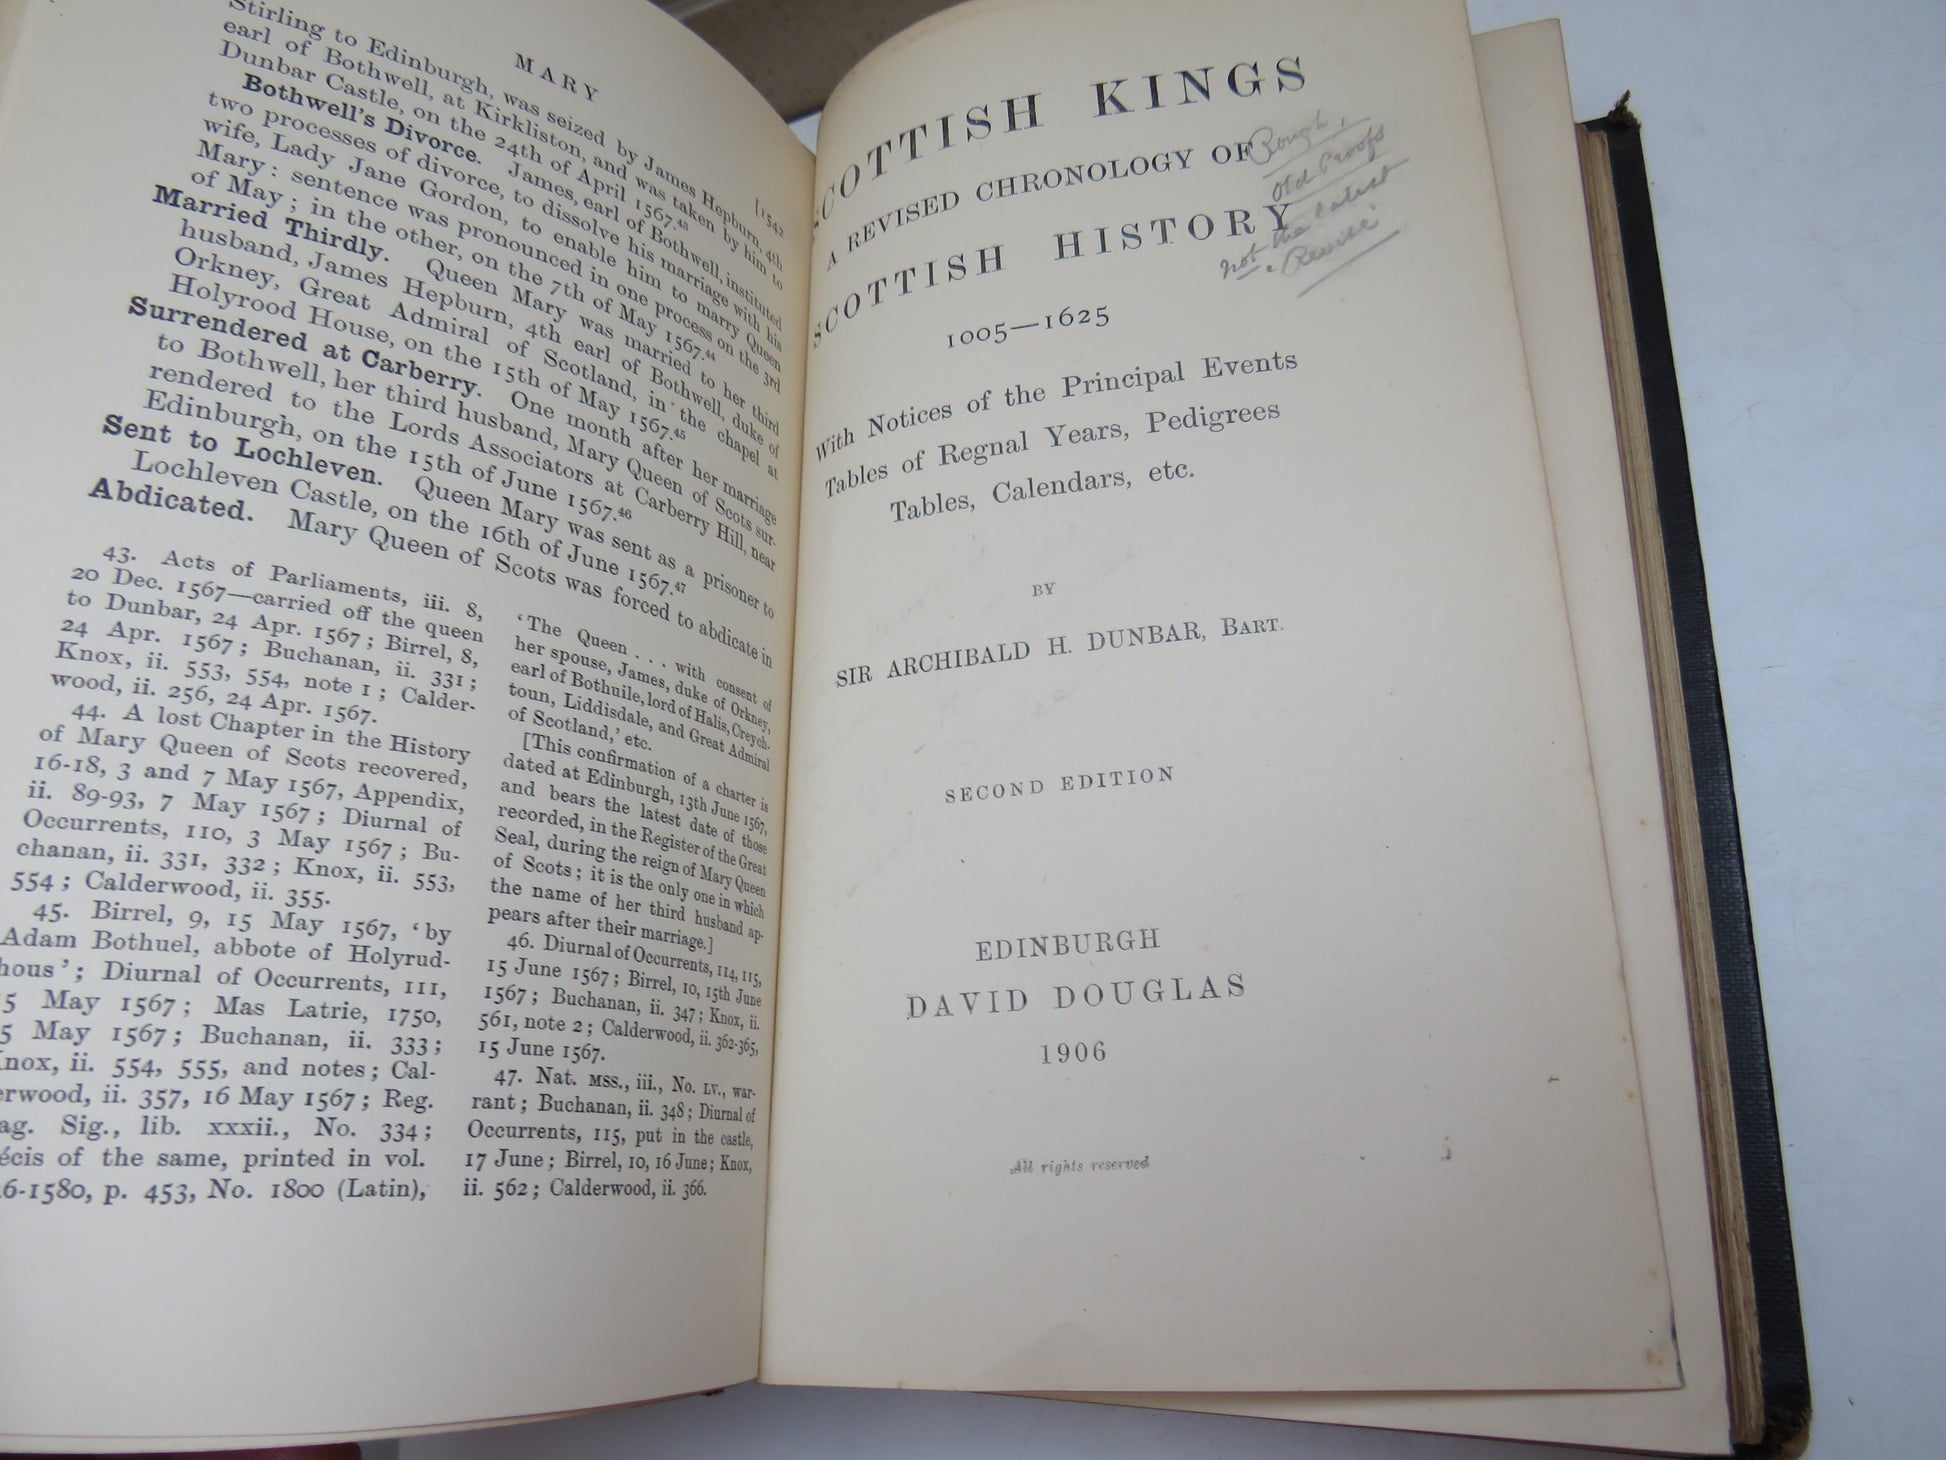 MARY
[1542
Stirling to Edinburgh, was seized by James Hepburn, 4th
earl of Bothwell, at Kirkliston, and was taken by him to
Dunbar Castle, on the 24th of April 1567.43
Bothwell's Divorce. James, earl of Bothwell, instituted
two processes of divorce, to dissolve his marriage with his
wife, Lady Jane Gordon, to enable him to marry Queen
Mary: sentence was pronounced in one process on the 3rd
of May; in the other, on the 7th of May 1567.44
Married Thirdly. Queen Mary was married to her third
husband, James Hepburn, 4th earl of Bothwell, duke of
Orkney, Great Admiral of Scotland, in the chapel at
Holyrood House, on the 15th of May 1567.45
Surrendered at Carberry. One month after her marriage
to Bothwell, her third husband, Mary Queen of Scots sur-
rendered to the Lords Associators at Carberry Hill, near
Edinburgh, on the 15th of June 1567.46
Sent to Lochleven. Queen Mary was sent as a prisoner to
Lochleven Castle, on the 16th of June 1567.47
Abdicated. Mary Queen of Scots was forced to abdicate in
43. Acts of Parliaments, iii. 8,
20 Dec. 1567—carried off the queen
to Dunbar, 24 Apr. 1567; Birrel, 8,
24 Apr. 1567; Buchanan, ii. 331;
Knox, ii. 553, 554, note 1; Calder-
wood, ii. 256, 24 Apr. 1567.
44. A lost Chapter in the History
of Mary Queen of Scots recovered,
16-18, 3 and 7 May 1567, Appendix,
ii. 89-93, 7 May 1567; Diurnal of
Occurrents, 110, 3 May 1567; Bu-
chanan, ii. 331, 332; Knox, ii. 553,
554; Calderwood, ii. 355.
45. Birrel, 9, 15 May 1567, 'by
Adam Bothuel, abbote of Holyrud-
hous'; Diurnal of Occurrents, 111,
5 May 1567; Mas Latrie, 1750,
5 May 1567; Buchanan, ii. 333;
nox, ii. 554, 555, and notes; Cal-
erwood, ii. 357, 16 May 1567; Reg.
ag. Sig., lib. xxxii., No. 334;
écis of the same, printed in vol.
6-1580, p. 453, No. 1800 (Latin),
'The Queen . . . with consent of
her spouse, James, duke of Orkney,
earl of Bothuile, lord of Halis, Creych-
toun, Liddisdale, and Great Admiral
of Scotland,' etc.
[This confirmation of a charter is
dated at Edinburgh, 13th June 1567,
and bears the latest date of those
recorded, in the Register of the Great
Seal, during the reign of Mary Queen
of Scots; it is the only one in which
the name of her third husband ap-
pears after their marriage.]
46. Diurnal of Occurrents, 114, 115,
15 June 1567; Birrel, 10, 15th June
1567; Buchanan, ii. 347; Knox, ii.
561, note 2; Calderwood, ii. 362-365,
15 June 1567.
47. Nat. MSS., iii., No. LV., war-
rant; Buchanan, ii. 348; Diurnal of
Occurrents, 115, put in the castle,
17 June; Birrel, 10, 16 June; Knox,
ii. 562; Calderwood, ii. 366.
SCOTTISH KINGS
A REVISED CHRONOLOGY OF
SCOTTISH HISTORY
1005—1625
Rough,
Old Proofs
not the latest
Revise
With Notices of the Principal Events
Tables of Regnal Years, Pedigrees
Tables, Calendars, etc.
BY
SIR ARCHIBALD H. DUNBAR, BART.
SECOND EDITION
EDINBURGH
DAVID DOUGLAS
1906
All rights reserved